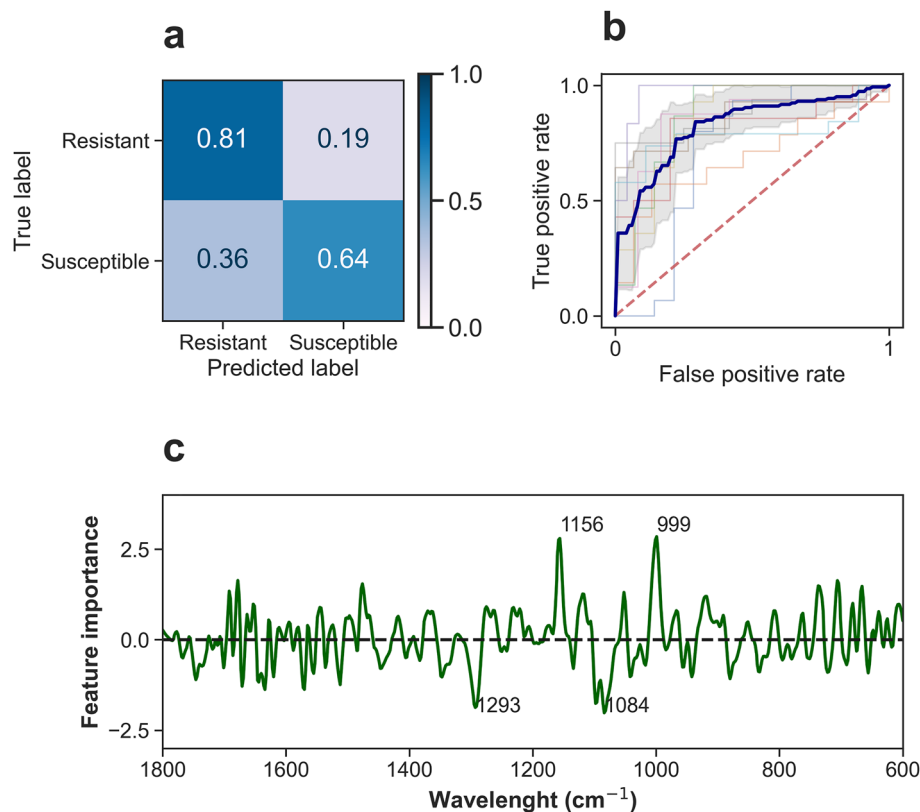 a
True label
Resistant
Susceptible
0.81
0.19
0.36
0.64
Resistant
Susceptible
Predicted label
1.0
0.5
0.0
b
True positive rate
1.0
0.5
0.0
0
1
False positive rate
c
Feature importance
2.5
0.0
−2.5
1156
999
1293
1084
1800
1600
1400
1200
1000
800
600
Wavelenght (cm⁻¹)